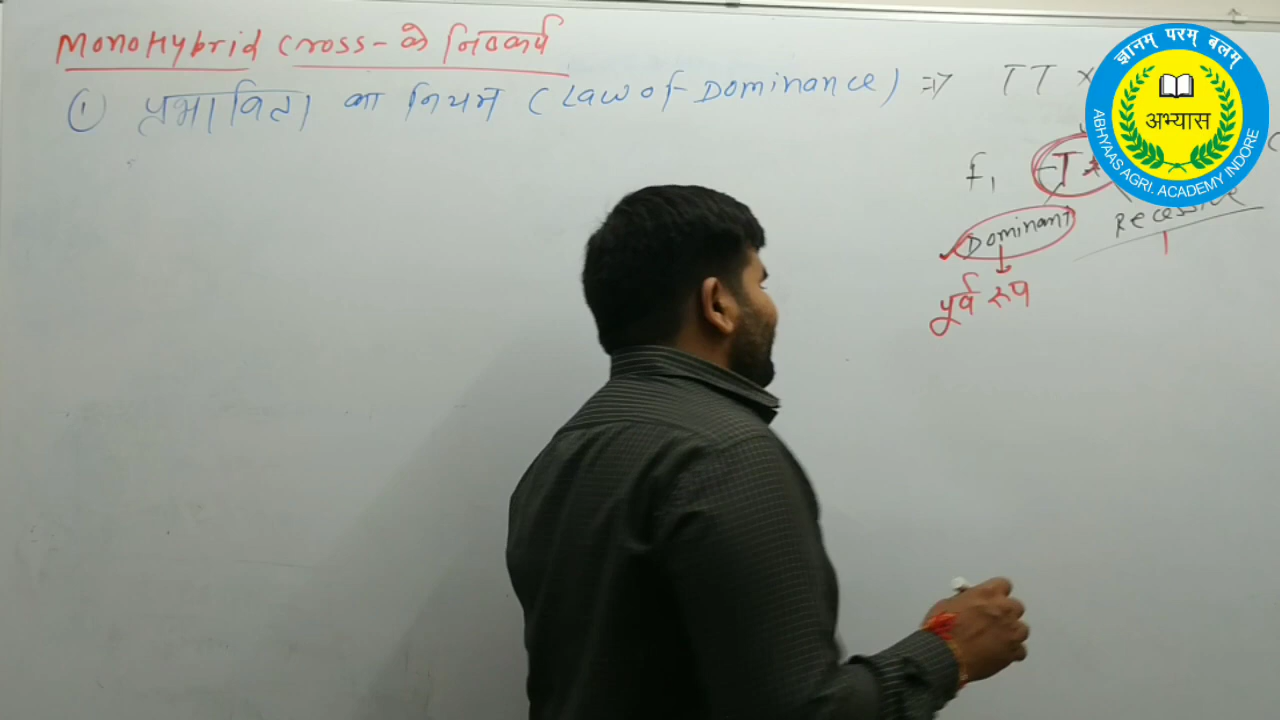 MonoHybrid Cross - के निष्कर्ष
① प्रभाविता का नियम (Law of Dominance) => TT ×
F₁ T
Dominant Recessive
पूर्व रूप
ज्ञानम् परम् बलम्
अभ्यास
ABHYAAS AGRI. ACADEMY INDORE